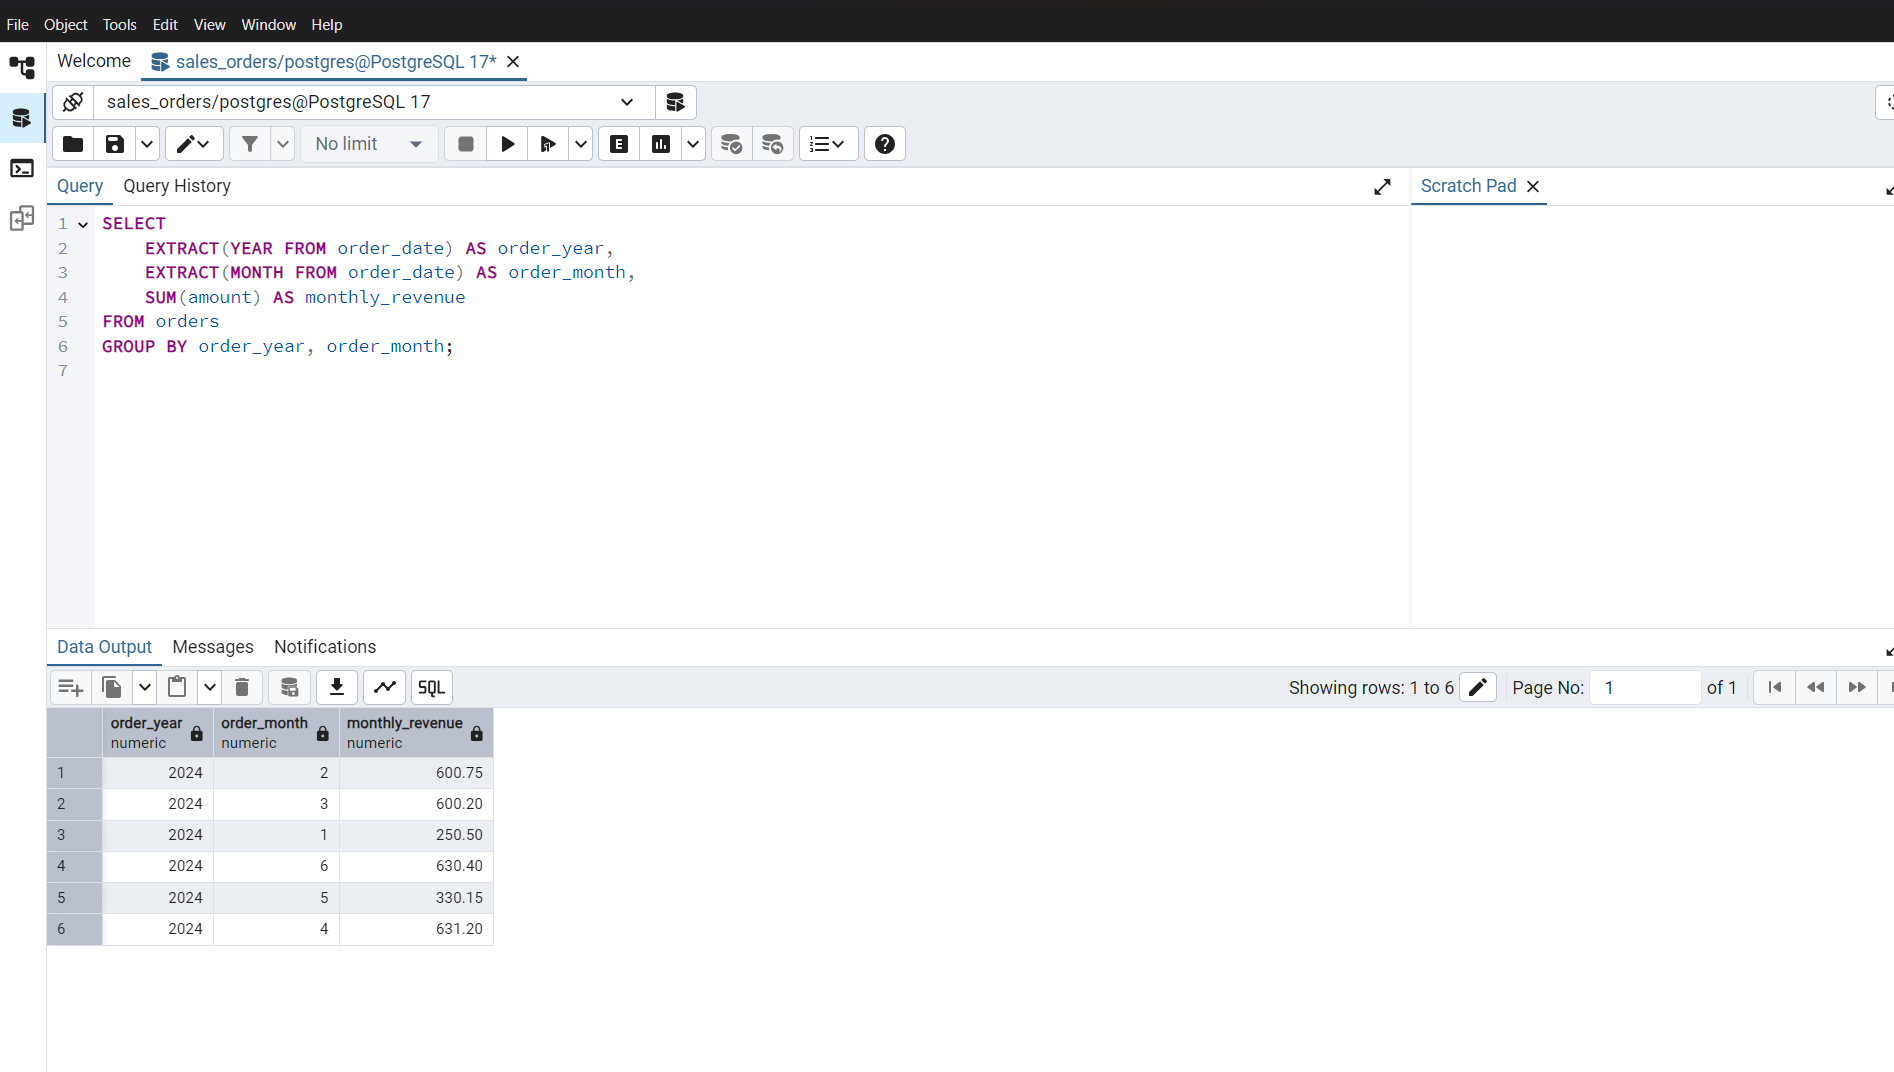 File Object Tools Edit View Window Help
Welcome sales_orders/postgres@PostgreSQL 17*
sales_orders/postgres@PostgreSQL 17
No limit E
Query Query History Scratch Pad
1 SELECT
2 EXTRACT(YEAR FROM order_date) AS order_year,
3 EXTRACT(MONTH FROM order_date) AS order_month,
4 SUM(amount) AS monthly_revenue
5 FROM orders
6 GROUP BY order_year, order_month;
7
Data Output Messages Notifications
SQL Showing rows: 1 to 6 Page No: 1 of 1
order_year order_month monthly_revenue
numeric numeric numeric
1 2024 2 600.75
2 2024 3 600.20
3 2024 1 250.50
4 2024 6 630.40
5 2024 5 330.15
6 2024 4 631.20